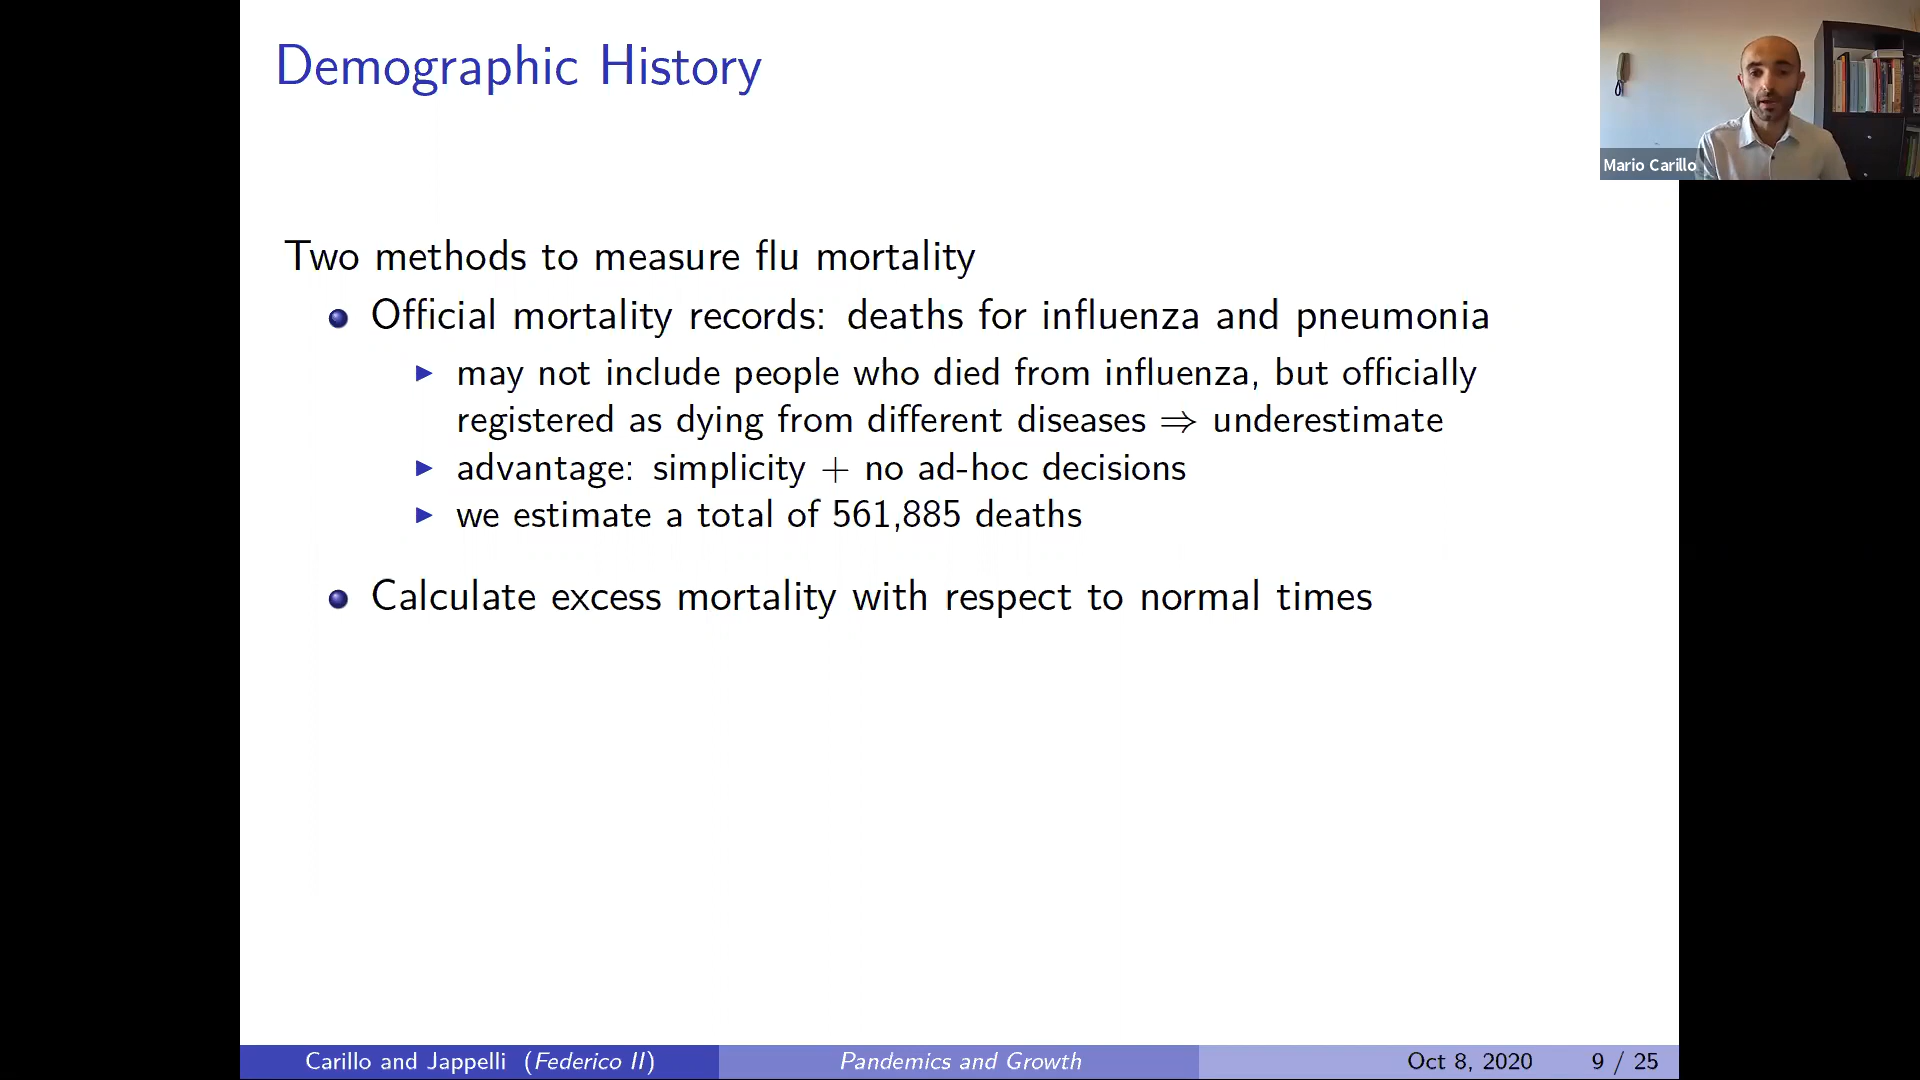 Demographic History
Mario Carillo
Two methods to measure flu mortality
Official mortality records: deaths for influenza and pneumonia
may not include people who died from influenza, but officially
registered as dying from different diseases ⇒ underestimate
advantage: simplicity + no ad-hoc decisions
we estimate a total of 561,885 deaths
Calculate excess mortality with respect to normal times
Carillo and Jappelli (Federico II) Pandemics and Growth Oct 8, 2020 9 / 25